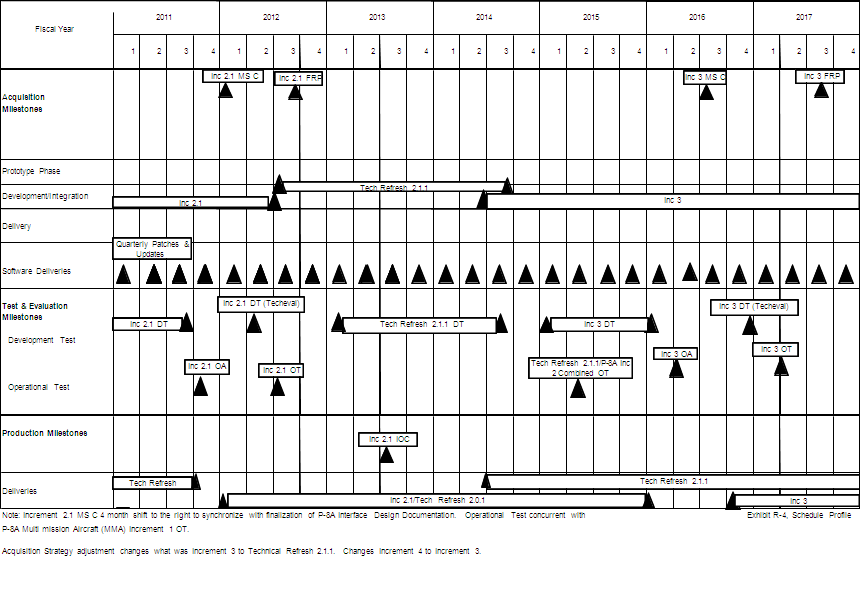 Fiscal Year
2011 2012 2013 2014 2015 2016 2017
1 2 3 4 1 2 3 4 1 2 3 4 1 2 3 4 1 2 3 4 1 2 3 4 1 2 3 4
Inc 2.1 MS C
Inc 2.1 FRP
Inc 3 MS C
Inc 3 FRP
Acquisition
Milestones
Prototype Phase
Tech Refresh 2.1.1
Development/Integration
Inc 2.1
Inc 3
Delivery
Quarterly Patches &
Updates
Software Deliveries
Test & Evaluation
Milestones
Inc 2.1 DT (Techeval)
Inc 3 DT (Techeval)
Inc 2.1 DT
Tech Refresh 2.1.1 DT
Inc 3 DT
Development Test
Inc 3 OT
Inc 3 OA
Inc 2.1 OA
Inc 2.1 OT
Tech Refresh 2.1.1/P-8A Inc
2 Combined OT
Operational Test
Production Milestones
Inc 2.1 IOC
Tech Refresh
Tech Refresh 2.1.1
Deliveries
Inc 2.1/Tech Refresh 2.0.1
Inc 3
Note: Increment 2.1 MS C 4 month shift to the right to synchronize with finalization of P-8A Interface Design Documentation. Operational Test concurrent with
Exhibit R-4, Schedule Profile
P-8A Multi mission Aircraft (MMA) Increment 1 OT.
Acquisition Strategy adjustment changes what was Increment 3 to Technical Refresh 2.1.1. Changes Increment 4 to Increment 3.